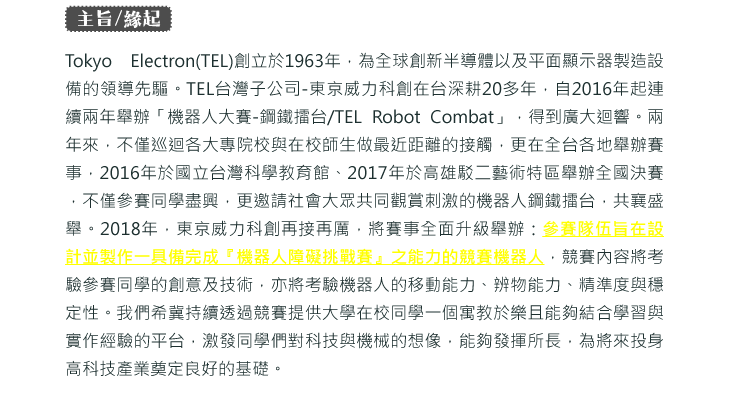 主旨/緣起
Tokyo Electron(TEL)創立於1963年，為全球創新半導體以及平面顯示器製造設
備的領導先驅。TEL台灣子公司-東京威力科創在台深耕20多年，自2016年起連
續兩年舉辦「機器人大賽-鋼鐵擂台/TEL Robot Combat」，得到廣大迴響。兩
年來，不僅巡迴各大專院校與在校師生做最近距離的接觸，更在全台各地舉辦賽
事，2016年於國立台灣科學教育館、2017年於高雄駁二藝術特區舉辦全國決賽
，不僅參賽同學盡興，更邀請社會大眾共同觀賞刺激的機器人鋼鐵擂台，共襄盛
舉。2018年，東京威力科創再接再厲，將賽事全面升級舉辦：參賽隊伍旨在設
計並製作一具備完成『機器人障礙挑戰賽』之能力的競賽機器人，競賽內容將考
驗參賽同學的創意及技術，亦將考驗機器人的移動能力、辨物能力、精準度與穩
定性。我們希冀持續透過競賽提供大學在校同學一個寓教於樂且能夠結合學習與
實作經驗的平台，激發同學們對科技與機械的想像，能夠發揮所長，為將來投身
高科技產業奠定良好的基礎。